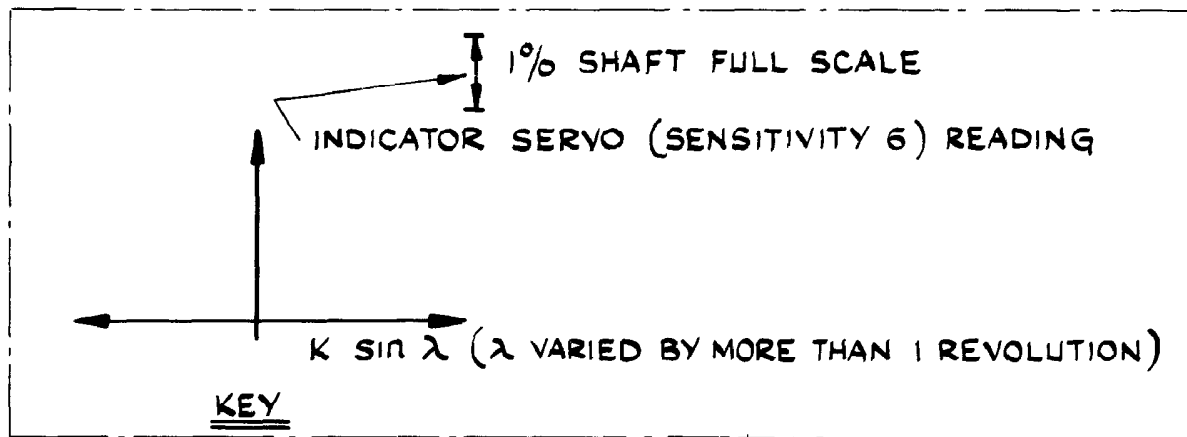 1% SHAFT FULL SCALE
INDICATOR SERVO (SENSITIVITY 6) READING
K sin λ (λ VARIED BY MORE THAN 1 REVOLUTION)
KEY